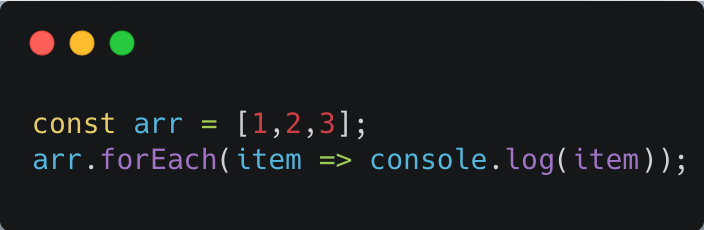 const arr = [1,2,3];
arr.forEach(item => console.log(item));